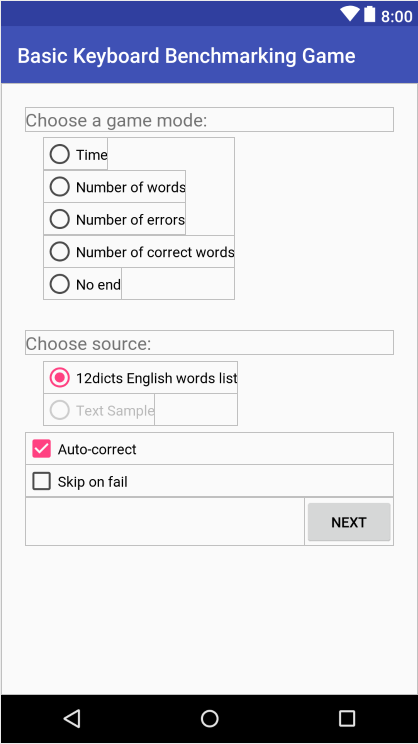 8:00
Basic Keyboard Benchmarking Game
Choose a game mode:
Time
Number of words
Number of errors
Number of correct words
No end
Choose source:
12dicts English words list
Text Sample
Auto-correct
Skip on fail
NEXT